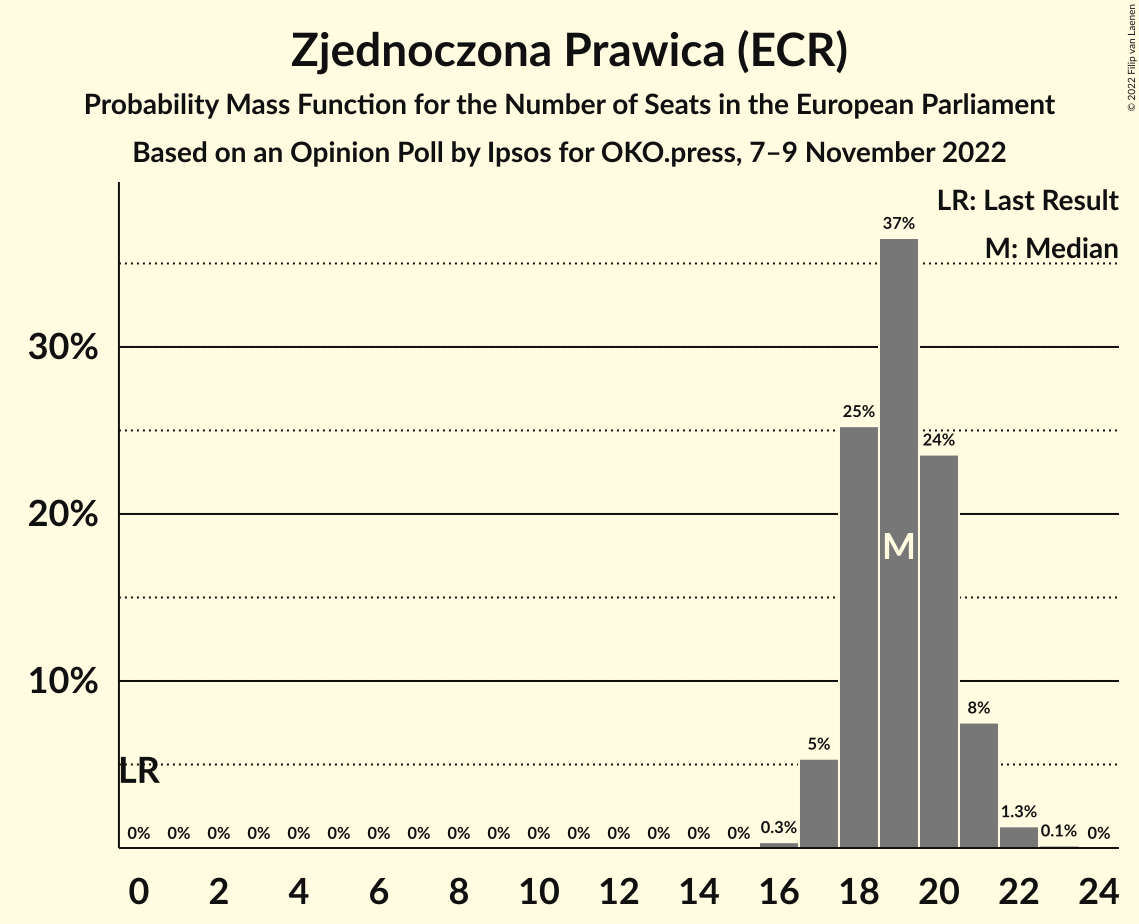 Zjednoczona Prawica (ECR)
Probability Mass Function for the Number of Seats in the European Parliament
Based on an Opinion Poll by Ipsos for OKO.press, 7–9 November 2022
© 2022 Filip van Laenen
LR: Last Result
M: Median
37%
30%
25%
24%
20%
M
10%
8%
5%
LR
0% 0% 0% 0% 0% 0% 0% 0% 0% 0% 0% 0% 0% 0% 0% 0% 0.3% 1.3% 0.1% 0%
0 2 4 6 8 10 12 14 16 18 20 22 24